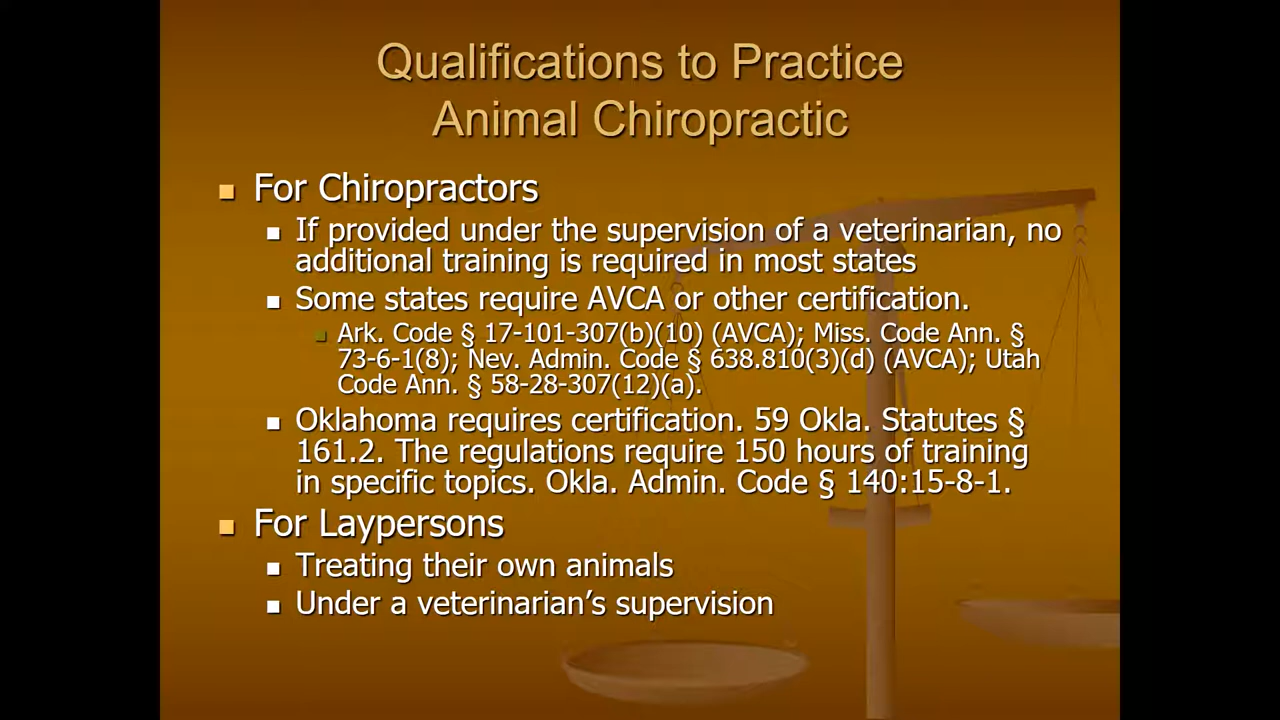 Qualifications to Practice
Animal Chiropractic
For Chiropractors
If provided under the supervision of a veterinarian, no
additional training is required in most states
Some states require AVCA or other certification.
Ark. Code § 17-101-307(b)(10) (AVCA); Miss. Code Ann. §
73-6-1(8); Nev. Admin. Code § 638.810(3)(d) (AVCA); Utah
Code Ann. § 58-28-307(12)(a).
Oklahoma requires certification. 59 Okla. Statutes §
161.2. The regulations require 150 hours of training
in specific topics. Okla. Admin. Code § 140:15-8-1.
For Laypersons
Treating their own animals
Under a veterinarian’s supervision